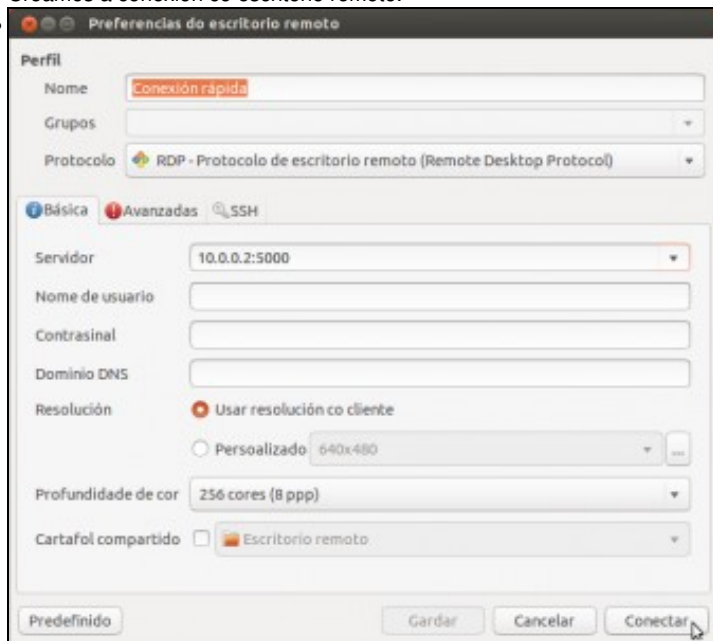 Preferencias do escritorio remoto
Perfil
Nome Conexión rápida
Grupos
Protocolo RDP - Protocolo de escritorio remoto (Remote Desktop Protocol)
Básica Avanzadas SSH
Servidor 10.0.0.2:5000
Nome de usuario
Contrasinal
Dominio DNS
Resolución Usar resolución co cliente
Persoalizado 640x480 ...
Profundidade de cor 256 cores (8 ppp)
Cartafol compartido Escritorio remoto
Predefinido Gardar Cancelar Conectar